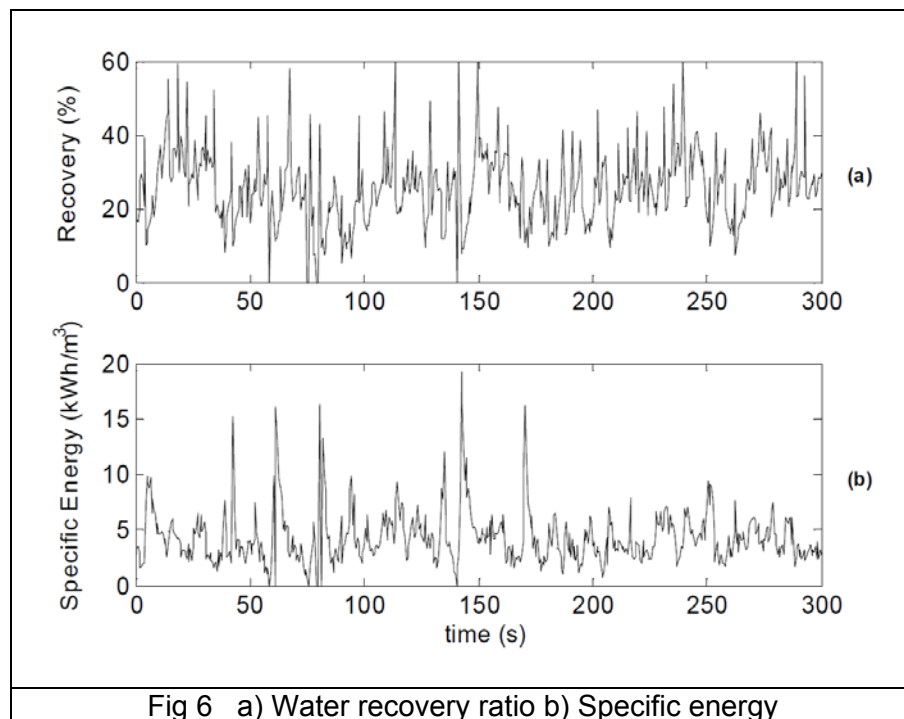 60
40
20
0
Recovery (%)
0 50 100 150 200 250 300
(a)
20
15
10
5
0
Specific Energy (kWh/m³)
0 50 100 150 200 250 300
time (s)
(b)
Fig 6 a) Water recovery ratio b) Specific energy